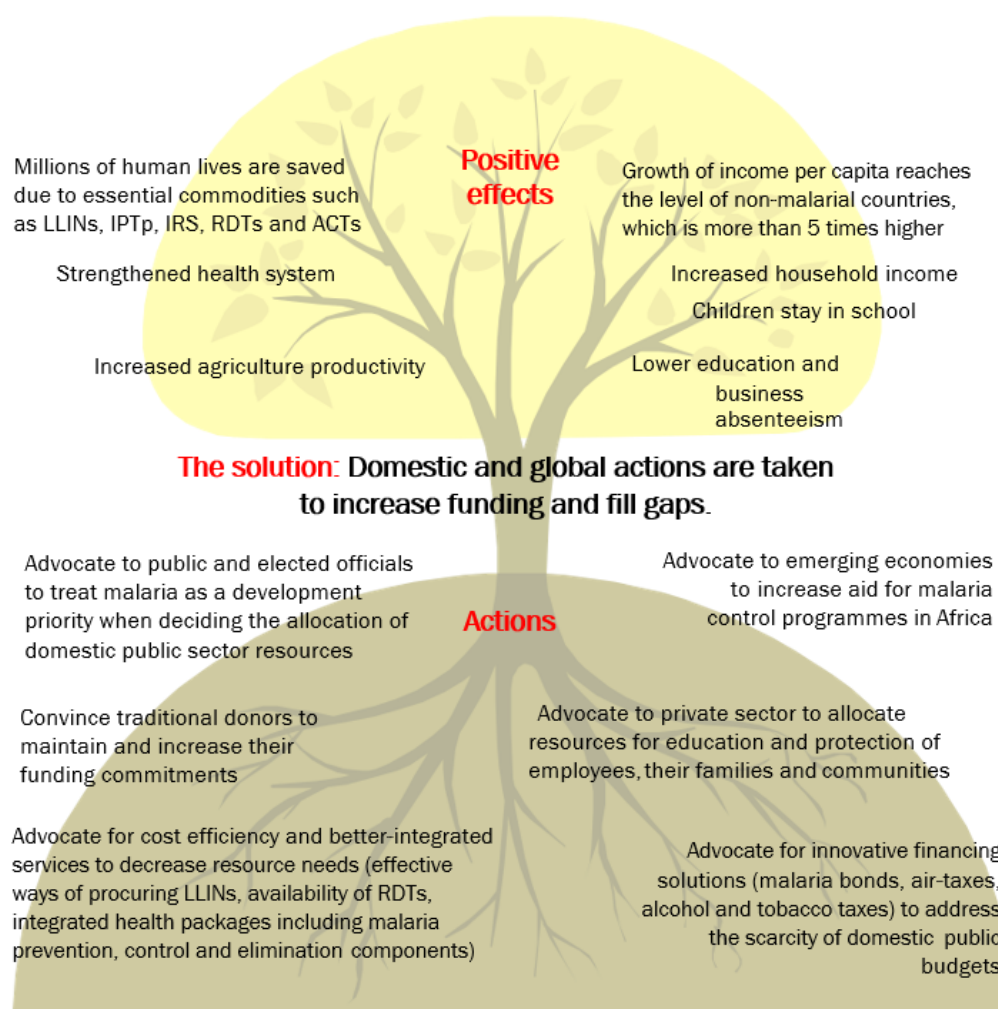 Positive
effects
Millions of human lives are saved
due to essential commodities such
as LLINs, IPTp, IRS, RDTs and ACTs
Strengthened health system
Increased agriculture productivity
Growth of income per capita reaches
the level of non-malarial countries,
which is more than 5 times higher
Increased household income
Children stay in school
Lower education and
business
absenteeism
The solution: Domestic and global actions are taken
to increase funding and fill gaps.
Actions
Advocate to public and elected officials
to treat malaria as a development
priority when deciding the allocation of
domestic public sector resources
Advocate to emerging economies
to increase aid for malaria
control programmes in Africa
Convince traditional donors to
maintain and increase their
funding commitments
Advocate to private sector to allocate
resources for education and protection of
employees, their families and communities
Advocate for cost efficiency and better-integrated
services to decrease resource needs (effective
ways of procuring LLINs, availability of RDTs,
integrated health packages including malaria
prevention, control and elimination components)
Advocate for innovative financing
solutions (malaria bonds, air-taxes,
alcohol and tobacco taxes) to address
the scarcity of domestic public
budgets